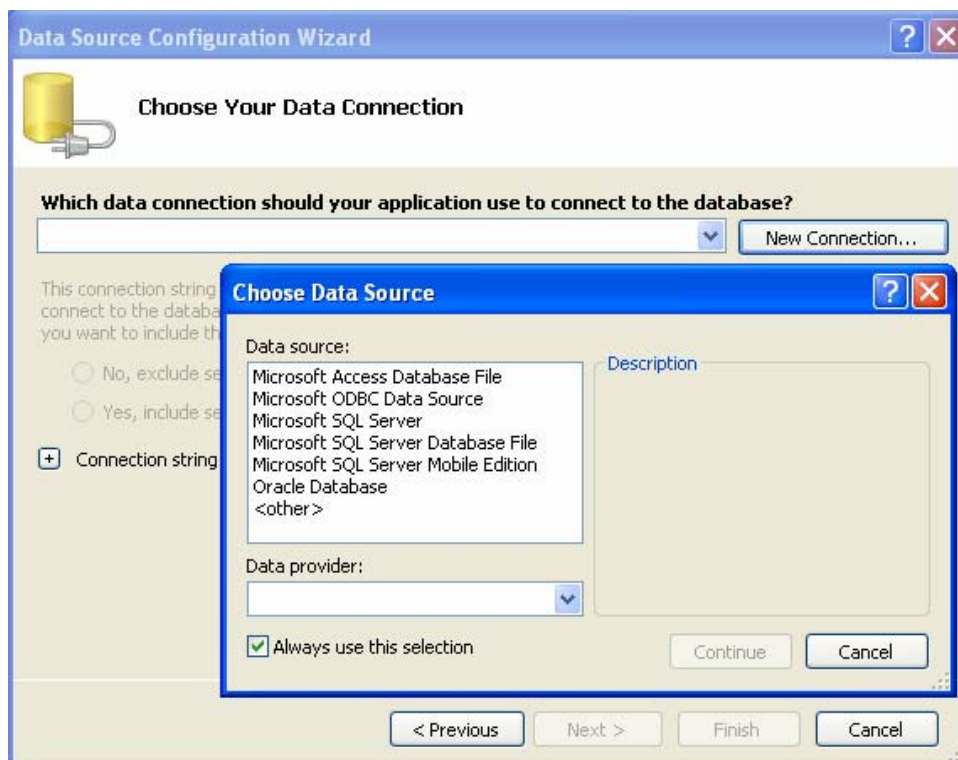 Data Source Configuration Wizard
Choose Your Data Connection
Which data connection should your application use to connect to the database?
New Connection...
This connection string
connect to the databa
you want to include th
No, exclude se
Yes, include se
Connection string
Choose Data Source
Data source:
Microsoft Access Database File
Microsoft ODBC Data Source
Microsoft SQL Server
Microsoft SQL Server Database File
Microsoft SQL Server Mobile Edition
Oracle Database
<other>
Description
Data provider:
Always use this selection
Continue
Cancel
< Previous
Next >
Finish
Cancel